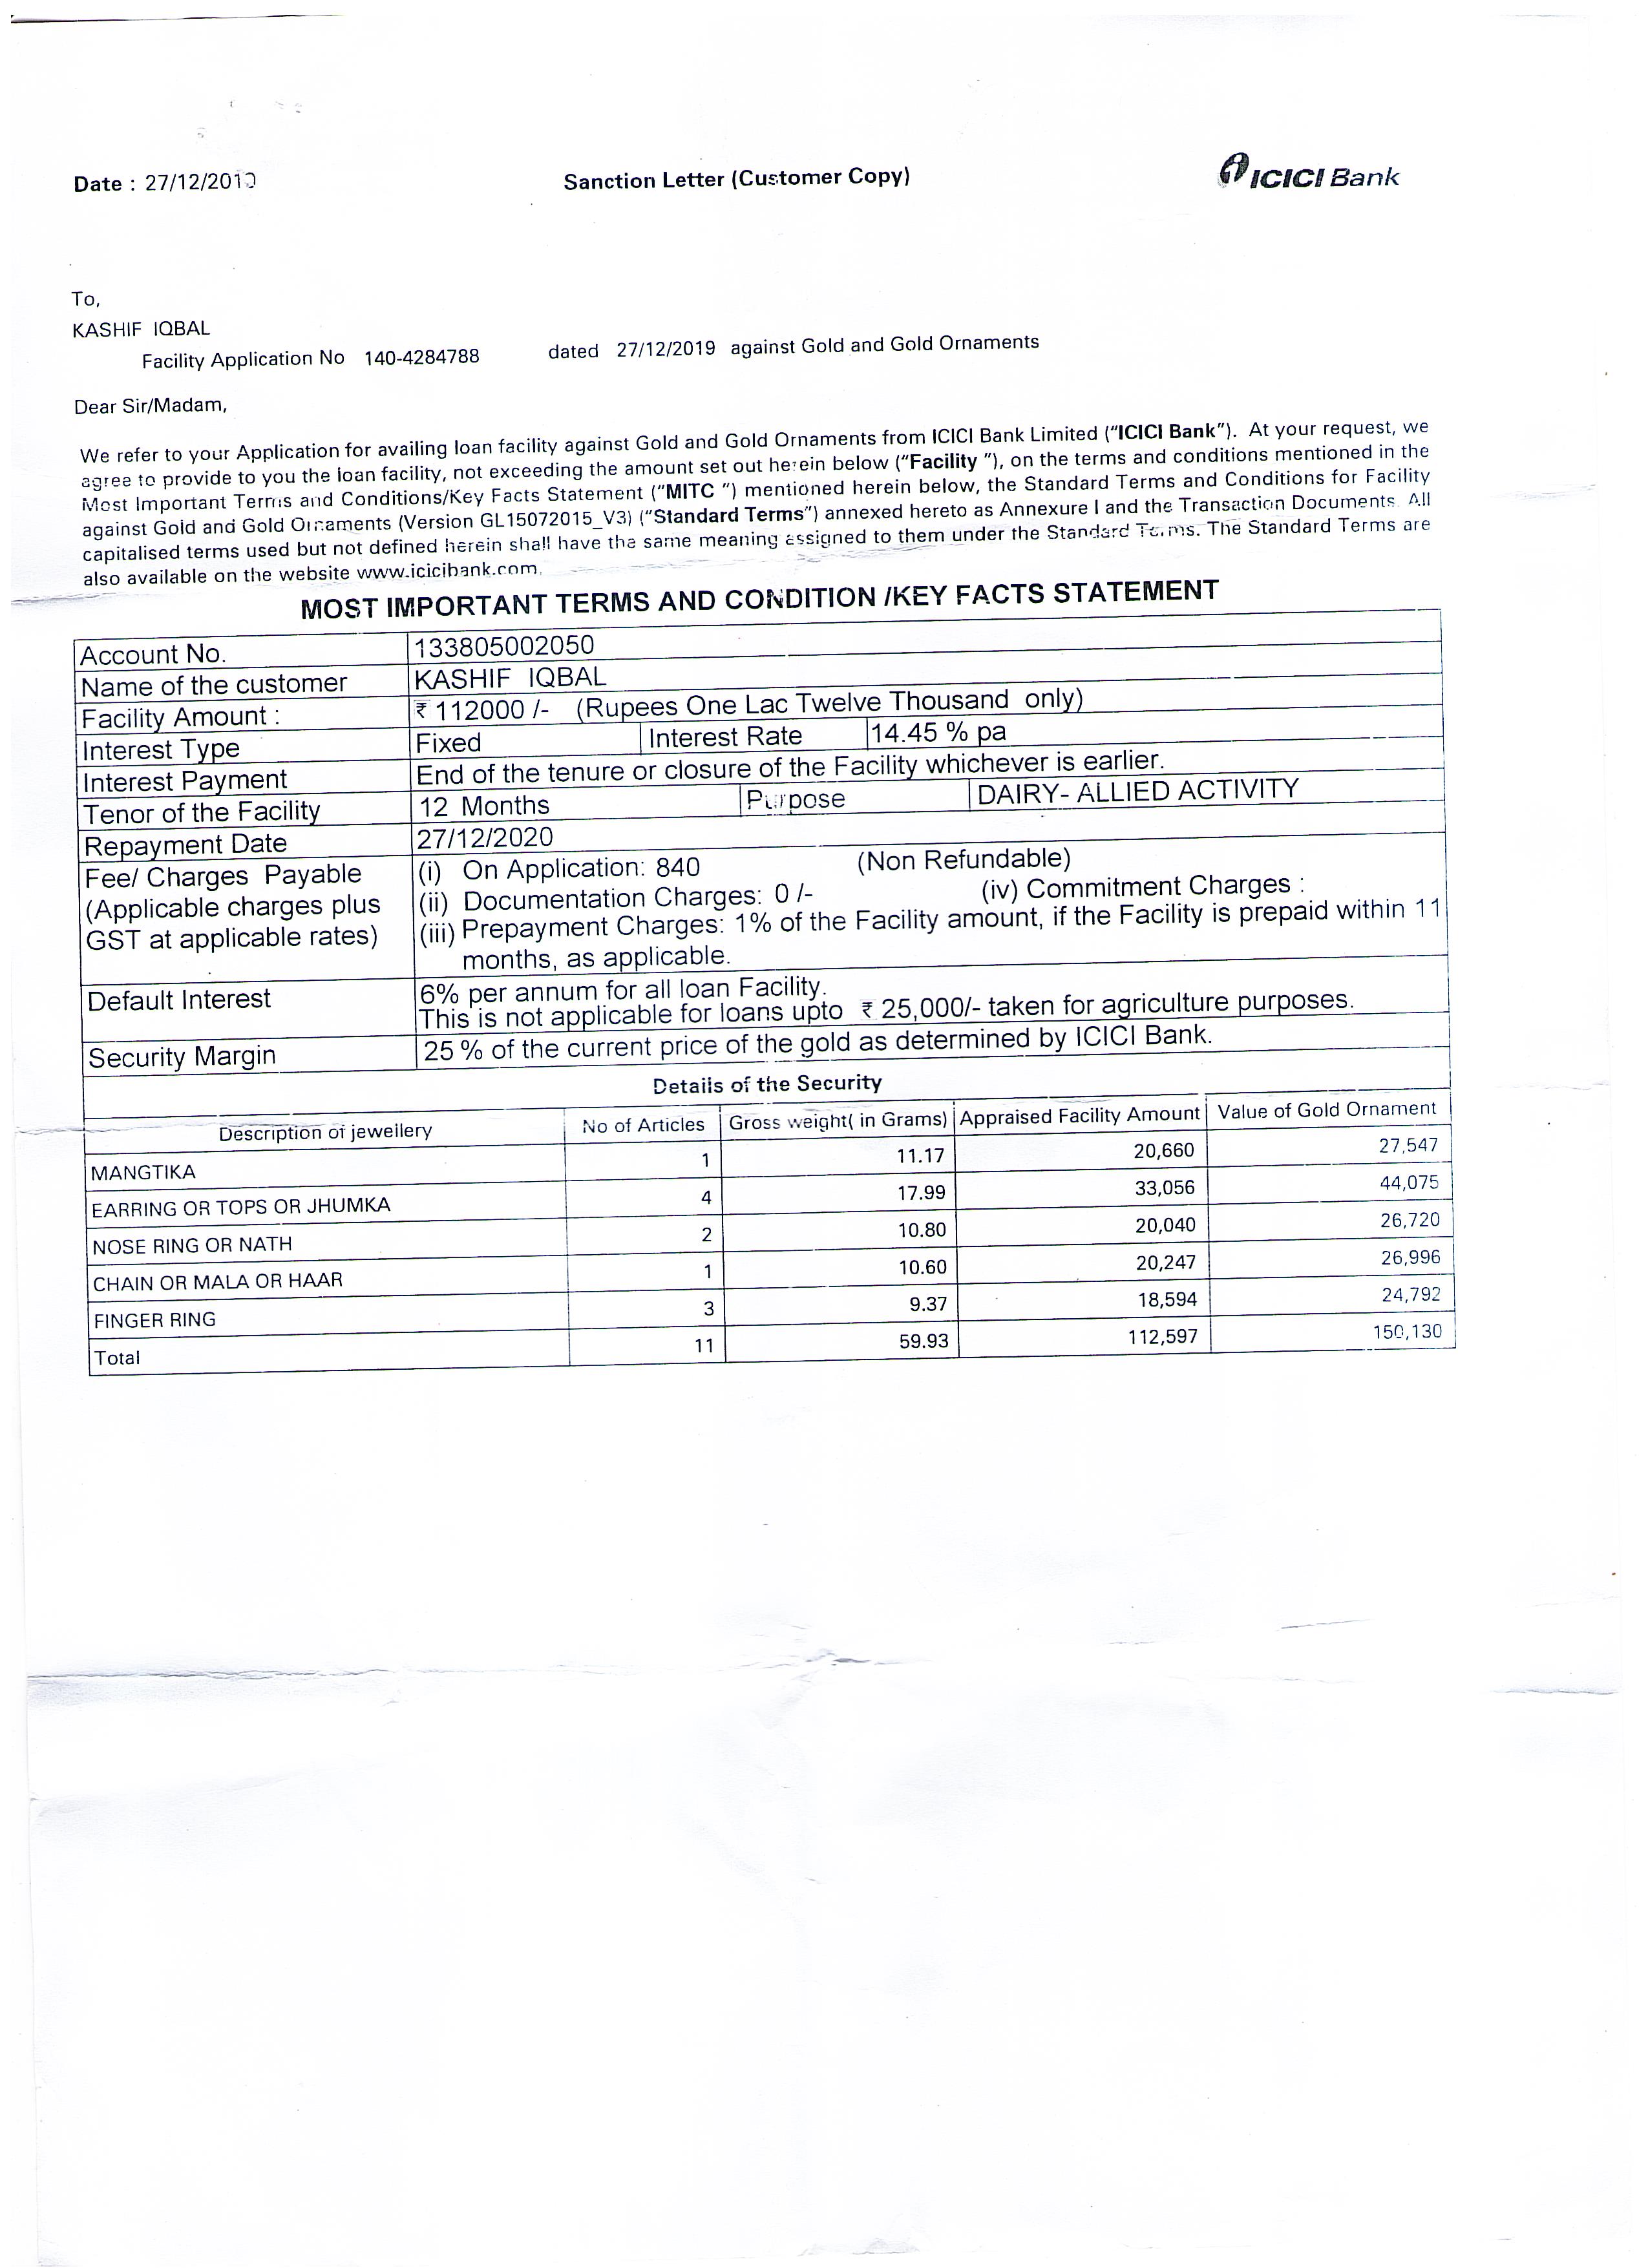 Date : 27/12/2019
Sanction Letter (Customer Copy)
ICICI Bank
To,
KASHIF IQBAL
Facility Application No 140-4284788 dated 27/12/2019 against Gold and Gold Ornaments
Dear Sir/Madam,
We refer to your Application for availing loan facility against Gold and Gold Ornaments from ICICI Bank Limited ("ICICI Bank"). At your request, we
agree to provide to you the loan facility, not exceeding the amount set out herein below ("Facility "), on the terms and conditions mentioned in the
Most Important Terms and Conditions/Key Facts Statement ("MITC ") mentioned herein below, the Standard Terms and Conditions for Facility
against Gold and Gold Ornaments (Version GL15072015_V3) ("Standard Terms") annexed hereto as Annexure I and the Transaction Documents. All
capitalised terms used but not defined herein shall have the same meaning assigned to them under the Standard Terms. The Standard Terms are
also available on the website www.icicibank.com.
MOST IMPORTANT TERMS AND CONDITION /KEY FACTS STATEMENT
Account No. 133805002050
Name of the customer KASHIF IQBAL
Facility Amount : ₹ 112000 /- (Rupees One Lac Twelve Thousand only)
Interest Type Fixed Interest Rate 14.45 % pa
Interest Payment End of the tenure or closure of the Facility whichever is earlier.
Tenor of the Facility 12 Months Purpose DAIRY- ALLIED ACTIVITY
Repayment Date 27/12/2020
Fee/ Charges Payable (i) On Application: 840 (Non Refundable)
(Applicable charges plus (ii) Documentation Charges: 0 /- (iv) Commitment Charges :
GST at applicable rates) (iii) Prepayment Charges: 1% of the Facility amount, if the Facility is prepaid within 11
months, as applicable.
Default Interest 6% per annum for all loan Facility.
This is not applicable for loans upto ₹ 25,000/- taken for agriculture purposes.
Security Margin 25 % of the current price of the gold as determined by ICICI Bank.
Details of the Security
Description of jewellery No of Articles Gross weight( in Grams) Appraised Facility Amount Value of Gold Ornament
MANGTIKA 1 11.17 20,660 27,547
EARRING OR TOPS OR JHUMKA 4 17.99 33,056 44,075
NOSE RING OR NATH 2 10.80 20,040 26,720
CHAIN OR MALA OR HAAR 1 10.60 20,247 26,996
FINGER RING 3 9.37 18,594 24,792
Total 11 59.93 112,597 150,130